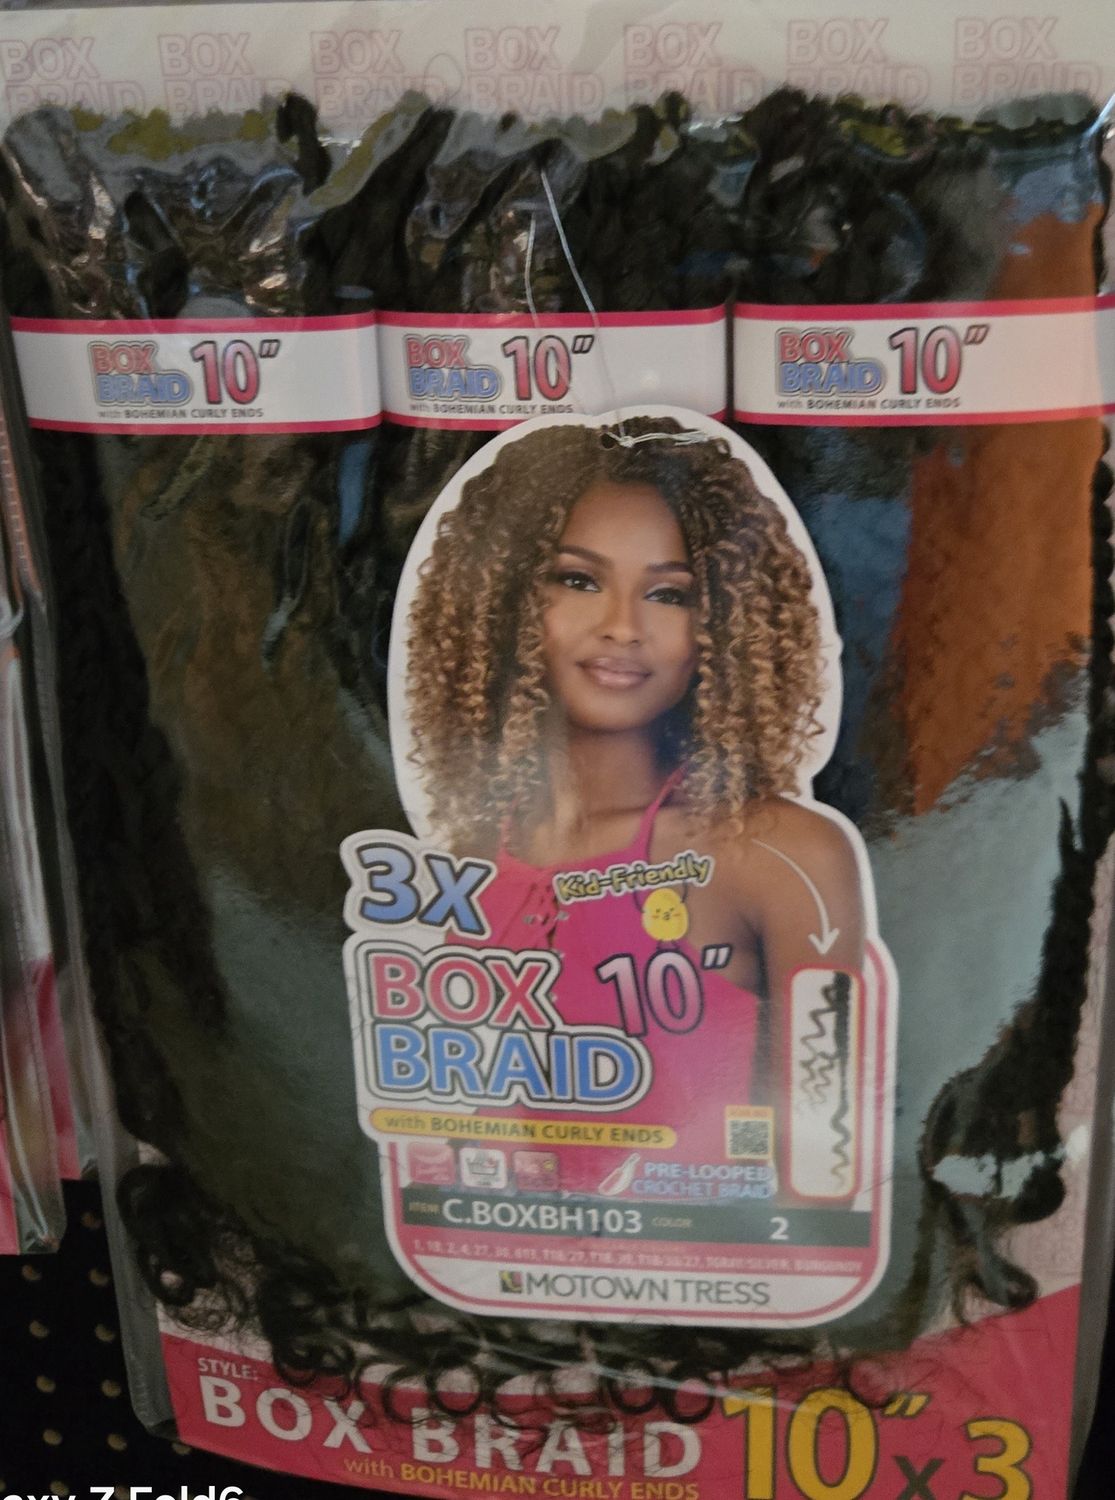 BOX BOX BOX BOX BOX BOX BOX
BRAID BRAID BRAID BRAID BRAID BRAID BRAID
BOX BRAID 10"
with BOHEMIAN CURLY ENDS
BOX BRAID 10"
with BOHEMIAN CURLY ENDS
BOX BRAID 10"
with BOHEMIAN CURLY ENDS
3X
Kid-Friendly
BOX 10"
BRAID
with BOHEMIAN CURLY ENDS
PRE-LOOPED
CROCHET BRAID
ITEM C.BOXBH103 COLOR 2
MOTOWN TRESS
STYLE:
BOX BRAID 10" x 3
with BOHEMIAN CURLY ENDS
Z Fold6